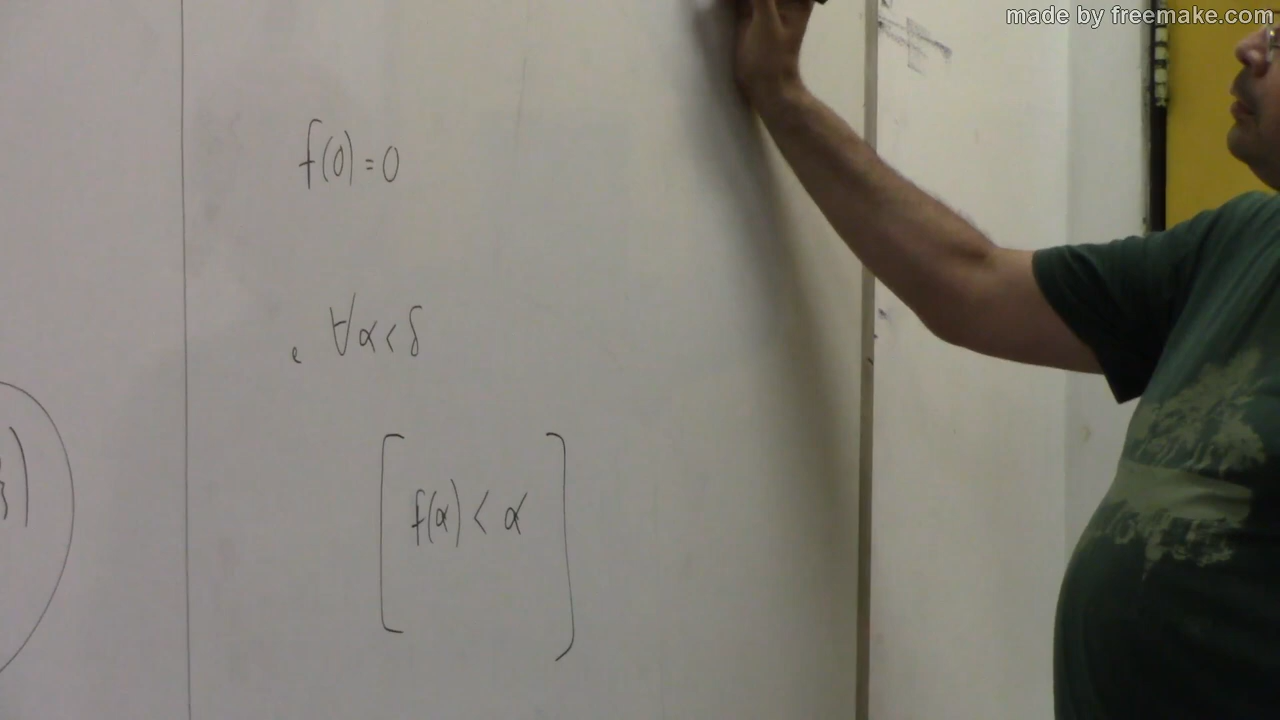 made by freemake.com
f(0)=0
e ∀α<δ
[ f(α) < α ]